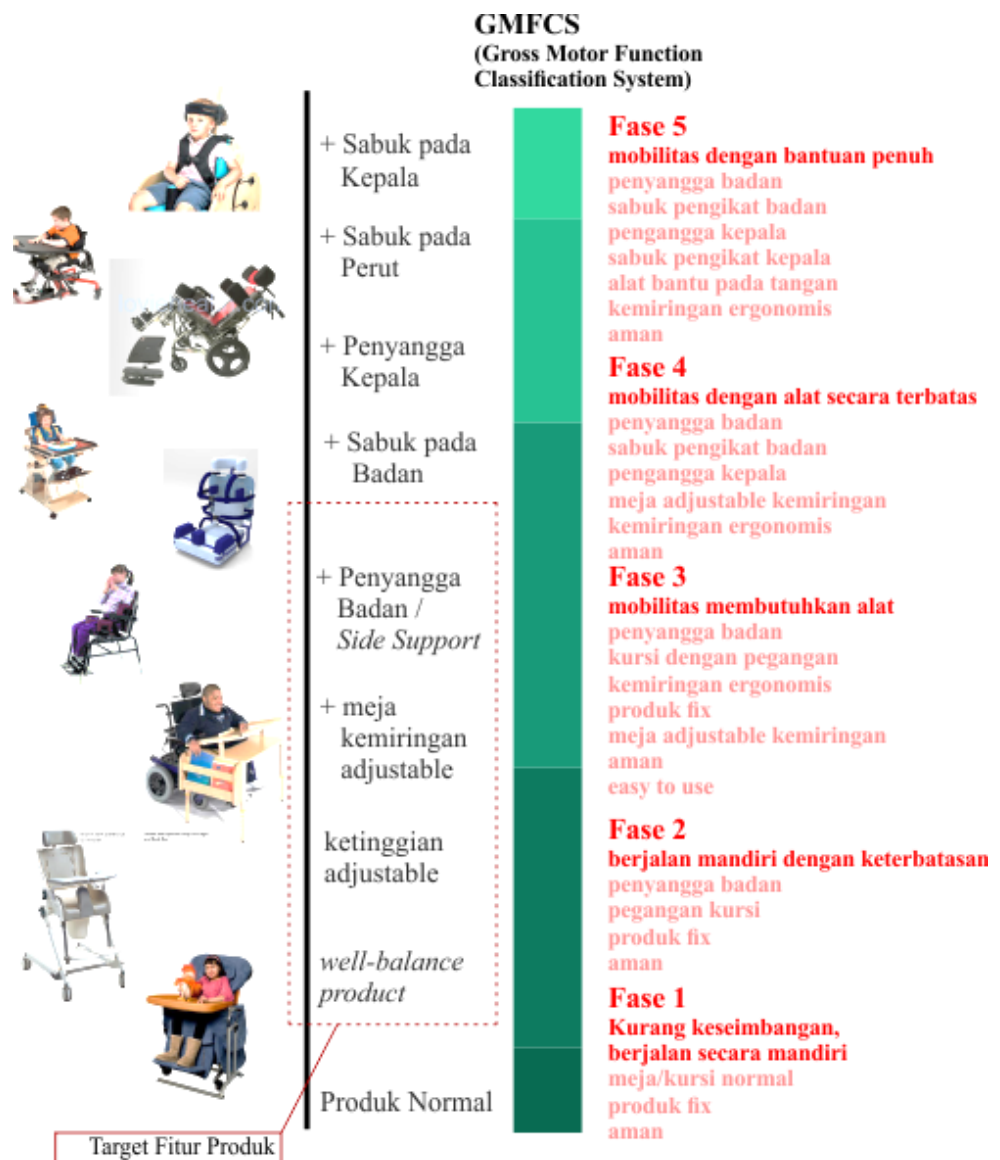 GMFCS
(Gross Motor Function
Classification System)
+ Sabuk pada
Kepala
+ Sabuk pada
Perut
+ Penyangga
Kepala
+ Sabuk pada
Badan
+ Penyangga
Badan /
Side Support
+ meja
kemiringan
adjustable
ketinggian
adjustable
well-balance
product
Produk Normal
Target Fitur Produk
Fase 5
mobilitas dengan bantuan penuh
penyangga badan
sabuk pengikat badan
pengangga kepala
sabuk pengikat kepala
alat bantu pada tangan
kemiringan ergonomis
aman
Fase 4
mobilitas dengan alat secara terbatas
penyangga badan
sabuk pengikat badan
pengangga kepala
meja adjustable kemiringan
kemiringan ergonomis
aman
Fase 3
mobilitas membutuhkan alat
penyangga badan
kursi dengan pegangan
kemiringan ergonomis
produk fix
meja adjustable kemiringan
aman
easy to use
Fase 2
berjalan mandiri dengan keterbatasan
penyangga badan
pegangan kursi
produk fix
aman
Fase 1
Kurang keseimbangan,
berjalan secara mandiri
meja/kursi normal
produk fix
aman